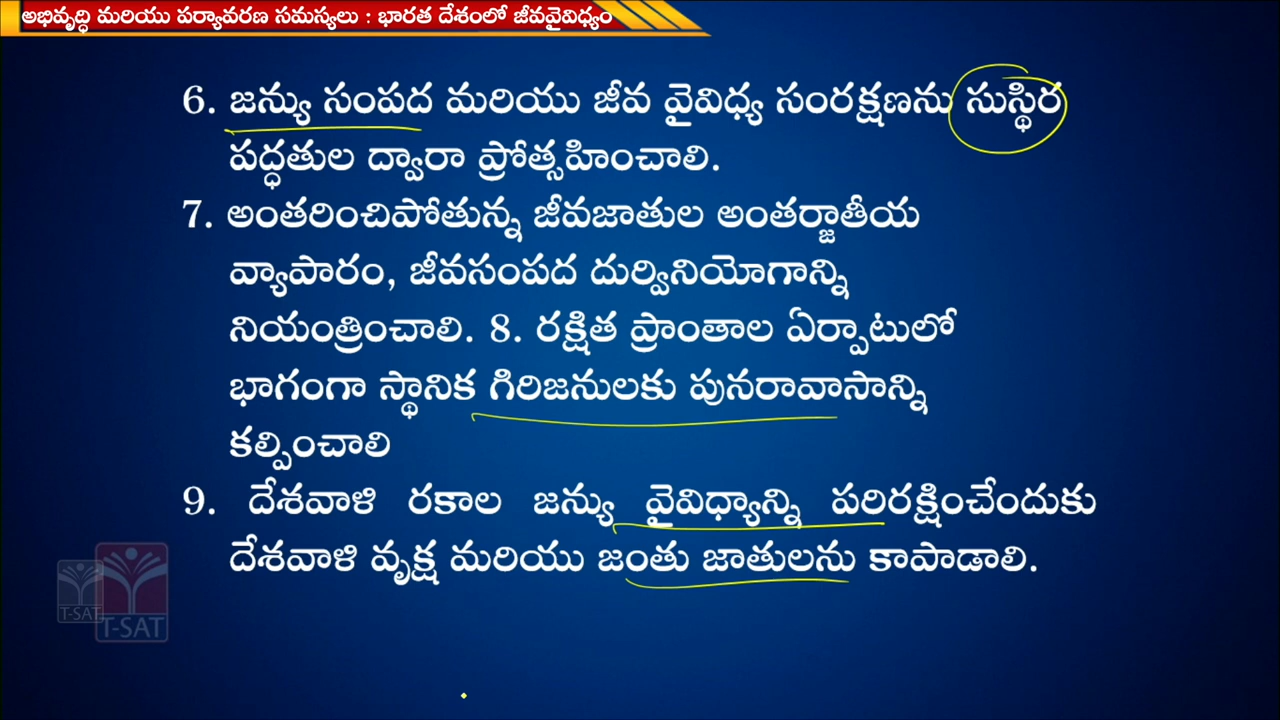 అభివృద్ధి మరియు పర్యావరణ సమస్యలు : భారత దేశంలో జీవవైవిధ్యం
6. జన్యు సంపద మరియు జీవ వైవిధ్య సంరక్షణను సుస్థిర
పద్ధతుల ద్వారా ప్రోత్సహించాలి.
7. అంతరించిపోతున్న జీవజాతుల అంతర్జాతీయ
వ్యాపారం, జీవసంపద దుర్వినియోగాన్ని
నియంత్రించాలి. 8. రక్షిత ప్రాంతాల ఏర్పాటులో
భాగంగా స్థానిక గిరిజనులకు పునరావాసాన్ని
కల్పించాలి
9. దేశవాళి రకాల జన్యు వైవిధ్యాన్ని పరిరక్షించేందుకు
దేశవాళి వృక్ష మరియు జంతు జాతులను కాపాడాలి.
T-SAT
T-SAT